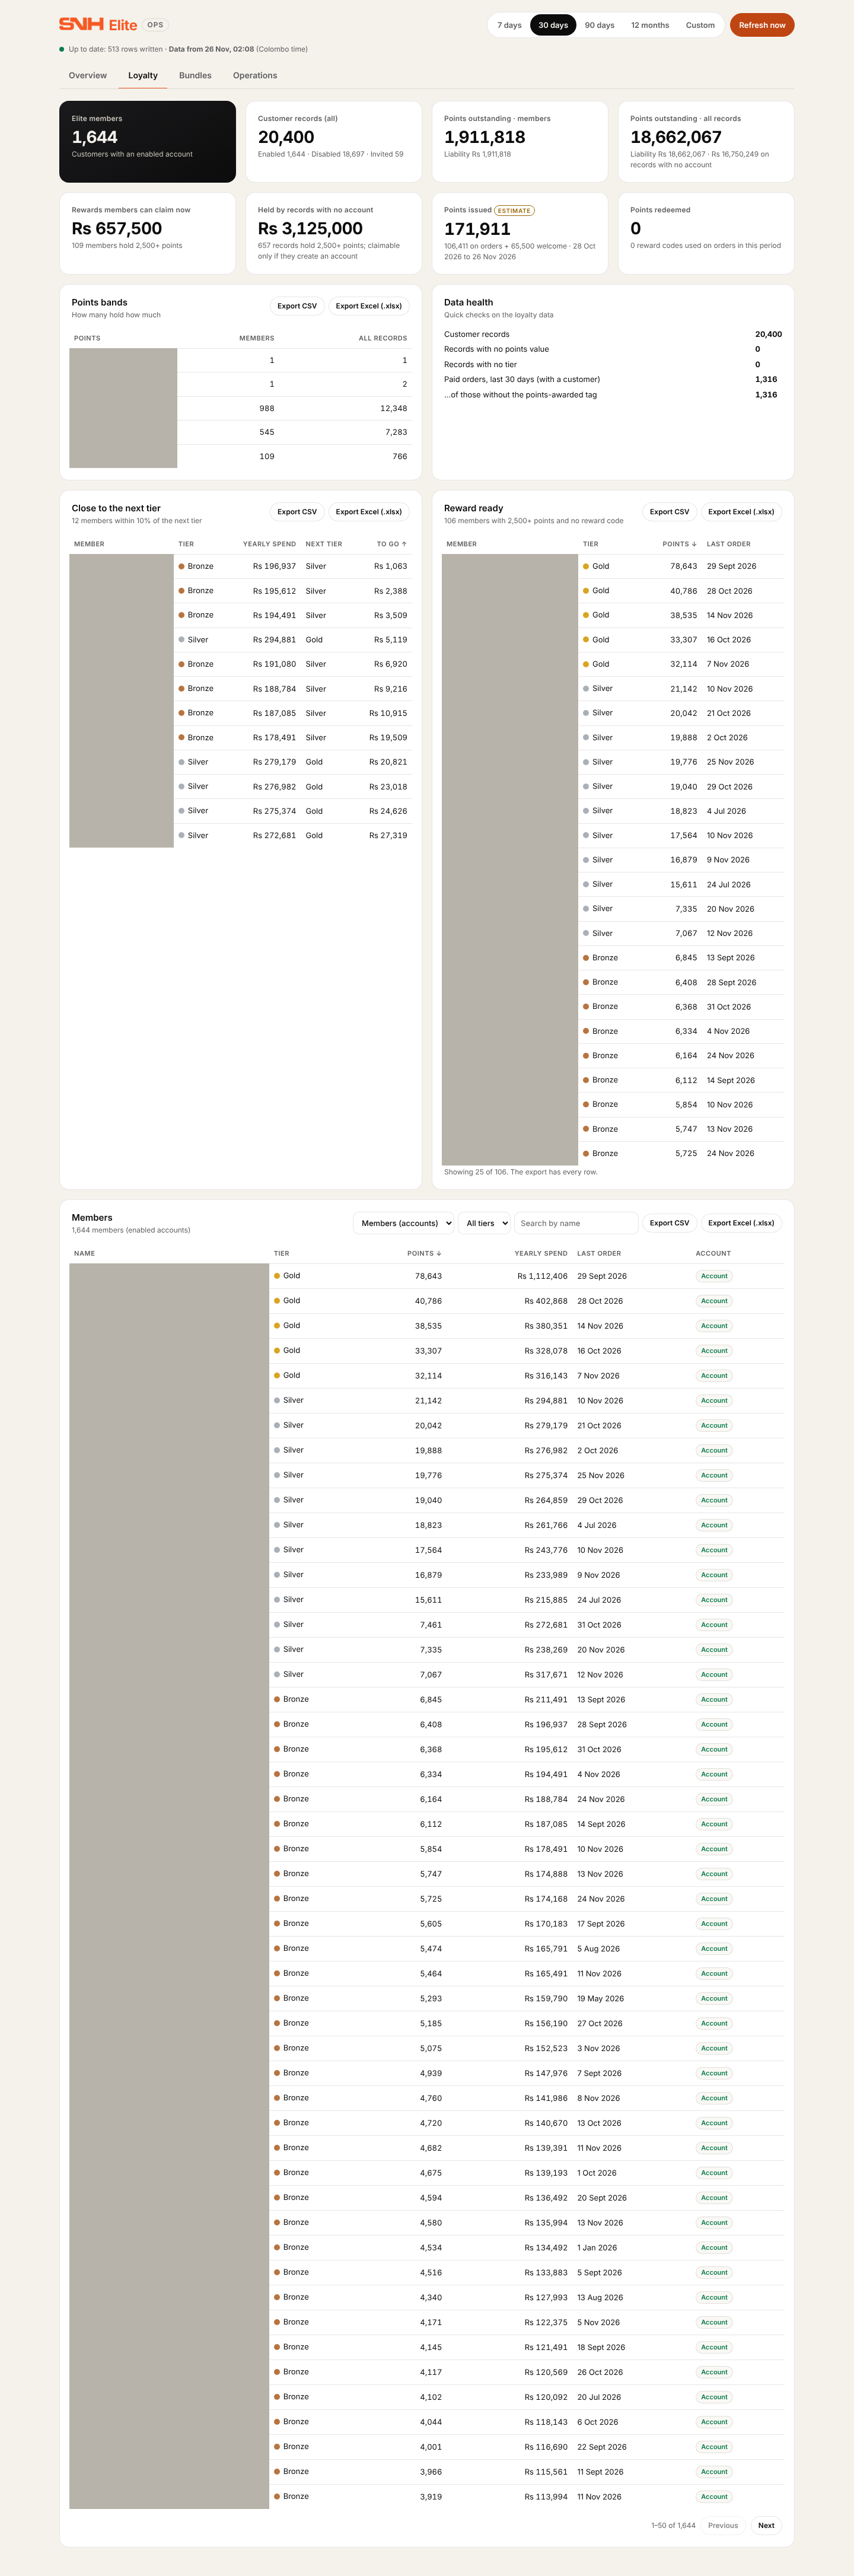 SNH Elite OPS
7 days 30 days 90 days 12 months Custom Refresh now
Up to date: 513 rows written · Data from 26 Nov, 02:08 (Colombo time)
Overview Loyalty Bundles Operations
Elite members
1,644
Customers with an enabled account
Customer records (all)
20,400
Enabled 1,644 · Disabled 18,697 · Invited 59
Points outstanding · members
1,911,818
Liability Rs 1,911,818
Points outstanding · all records
18,662,067
Liability Rs 18,662,067 · Rs 16,750,249 on
records with no account
Rewards members can claim now
Rs 657,500
109 members hold 2,500+ points
Held by records with no account
Rs 3,125,000
657 records hold 2,500+ points; claimable
only if they create an account
Points issued ESTIMATE
171,911
106,411 on orders + 65,500 welcome · 28 Oct
2026 to 26 Nov 2026
Points redeemed
0
0 reward codes used on orders in this period
Points bands
How many hold how much
Export CSV Export Excel (.xlsx)
POINTS MEMBERS ALL RECORDS
1 1
1 2
988 12,348
545 7,283
109 766
Data health
Quick checks on the loyalty data
Customer records 20,400
Records with no points value 0
Records with no tier 0
Paid orders, last 30 days (with a customer) 1,316
…of those without the points-awarded tag 1,316
Close to the next tier
12 members within 10% of the next tier
Export CSV Export Excel (.xlsx)
MEMBER TIER YEARLY SPEND NEXT TIER TO GO ↑
Bronze Rs 196,937 Silver Rs 1,063
Bronze Rs 195,612 Silver Rs 2,388
Bronze Rs 194,491 Silver Rs 3,509
Silver Rs 294,881 Gold Rs 5,119
Bronze Rs 191,080 Silver Rs 6,920
Bronze Rs 188,784 Silver Rs 9,216
Bronze Rs 187,085 Silver Rs 10,915
Bronze Rs 178,491 Silver Rs 19,509
Silver Rs 279,179 Gold Rs 20,821
Silver Rs 276,982 Gold Rs 23,018
Silver Rs 275,374 Gold Rs 24,626
Silver Rs 272,681 Gold Rs 27,319
Reward ready
106 members with 2,500+ points and no reward code
Export CSV Export Excel (.xlsx)
MEMBER TIER POINTS ↓ LAST ORDER
Gold 78,643 29 Sept 2026
Gold 40,786 28 Oct 2026
Gold 38,535 14 Nov 2026
Gold 33,307 16 Oct 2026
Gold 32,114 7 Nov 2026
Silver 21,142 10 Nov 2026
Silver 20,042 21 Oct 2026
Silver 19,888 2 Oct 2026
Silver 19,776 25 Nov 2026
Silver 19,040 29 Oct 2026
Silver 18,823 4 Jul 2026
Silver 17,564 10 Nov 2026
Silver 16,879 9 Nov 2026
Silver 15,611 24 Jul 2026
Silver 7,335 20 Nov 2026
Silver 7,067 12 Nov 2026
Bronze 6,845 13 Sept 2026
Bronze 6,408 28 Sept 2026
Bronze 6,368 31 Oct 2026
Bronze 6,334 4 Nov 2026
Bronze 6,164 24 Nov 2026
Bronze 6,112 14 Sept 2026
Bronze 5,854 10 Nov 2026
Bronze 5,747 13 Nov 2026
Bronze 5,725 24 Nov 2026
Showing 25 of 106. The export has every row.
Members
1,644 members (enabled accounts)
Members (accounts) All tiers Search by name Export CSV Export Excel (.xlsx)
NAME TIER POINTS ↓ YEARLY SPEND LAST ORDER ACCOUNT
Gold 78,643 Rs 1,112,406 29 Sept 2026 Account
Gold 40,786 Rs 402,868 28 Oct 2026 Account
Gold 38,535 Rs 380,351 14 Nov 2026 Account
Gold 33,307 Rs 328,078 16 Oct 2026 Account
Gold 32,114 Rs 316,143 7 Nov 2026 Account
Silver 21,142 Rs 294,881 10 Nov 2026 Account
Silver 20,042 Rs 279,179 21 Oct 2026 Account
Silver 19,888 Rs 276,982 2 Oct 2026 Account
Silver 19,776 Rs 275,374 25 Nov 2026 Account
Silver 19,040 Rs 264,859 29 Oct 2026 Account
Silver 18,823 Rs 261,766 4 Jul 2026 Account
Silver 17,564 Rs 243,776 10 Nov 2026 Account
Silver 16,879 Rs 233,989 9 Nov 2026 Account
Silver 15,611 Rs 215,885 24 Jul 2026 Account
Silver 7,461 Rs 272,681 31 Oct 2026 Account
Silver 7,335 Rs 238,269 20 Nov 2026 Account
Silver 7,067 Rs 317,671 12 Nov 2026 Account
Bronze 6,845 Rs 211,491 13 Sept 2026 Account
Bronze 6,408 Rs 196,937 28 Sept 2026 Account
Bronze 6,368 Rs 195,612 31 Oct 2026 Account
Bronze 6,334 Rs 194,491 4 Nov 2026 Account
Bronze 6,164 Rs 188,784 24 Nov 2026 Account
Bronze 6,112 Rs 187,085 14 Sept 2026 Account
Bronze 5,854 Rs 178,491 10 Nov 2026 Account
Bronze 5,747 Rs 174,888 13 Nov 2026 Account
Bronze 5,725 Rs 174,168 24 Nov 2026 Account
Bronze 5,605 Rs 170,183 17 Sept 2026 Account
Bronze 5,474 Rs 165,791 5 Aug 2026 Account
Bronze 5,464 Rs 165,491 11 Nov 2026 Account
Bronze 5,293 Rs 159,790 19 May 2026 Account
Bronze 5,185 Rs 156,190 27 Oct 2026 Account
Bronze 5,075 Rs 152,523 3 Nov 2026 Account
Bronze 4,939 Rs 147,976 7 Sept 2026 Account
Bronze 4,760 Rs 141,986 8 Nov 2026 Account
Bronze 4,720 Rs 140,670 13 Oct 2026 Account
Bronze 4,682 Rs 139,391 11 Nov 2026 Account
Bronze 4,675 Rs 139,193 1 Oct 2026 Account
Bronze 4,594 Rs 136,492 20 Sept 2026 Account
Bronze 4,580 Rs 135,994 13 Nov 2026 Account
Bronze 4,534 Rs 134,492 1 Jan 2026 Account
Bronze 4,516 Rs 133,883 5 Sept 2026 Account
Bronze 4,340 Rs 127,993 13 Aug 2026 Account
Bronze 4,171 Rs 122,375 5 Nov 2026 Account
Bronze 4,145 Rs 121,491 18 Sept 2026 Account
Bronze 4,117 Rs 120,569 26 Oct 2026 Account
Bronze 4,102 Rs 120,092 20 Jul 2026 Account
Bronze 4,044 Rs 118,143 6 Oct 2026 Account
Bronze 4,001 Rs 116,690 22 Sept 2026 Account
Bronze 3,966 Rs 115,561 11 Sept 2026 Account
Bronze 3,919 Rs 113,994 11 Nov 2026 Account
1–50 of 1,644 Previous Next